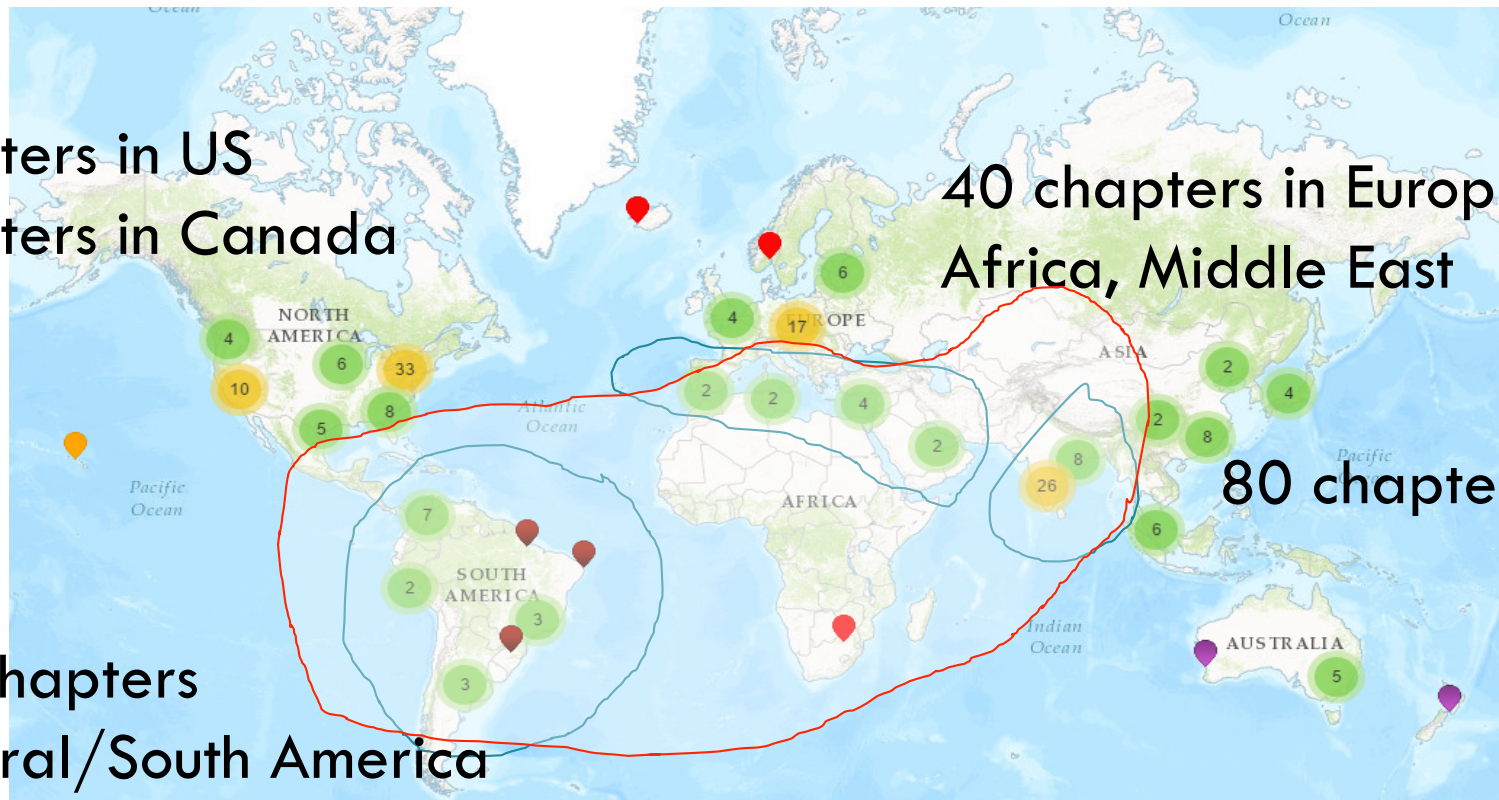 Ocean
Ocean
ters in US
ters in Canada
40 chapters in Europ
Africa, Middle East
6
NORTH
AMERICA
4
17
EUROPE
4
6
33
10
ASIA
2
2
2
4
4
8
5
Atlantic
Ocean
2
8
2
8
26
Pacific
Ocean
Pacific
80 chapte
7
AFRICA
6
SOUTH
AMERICA
2
3
Indian
Ocean
AUSTRALIA
5
3
hapters
ral/South America